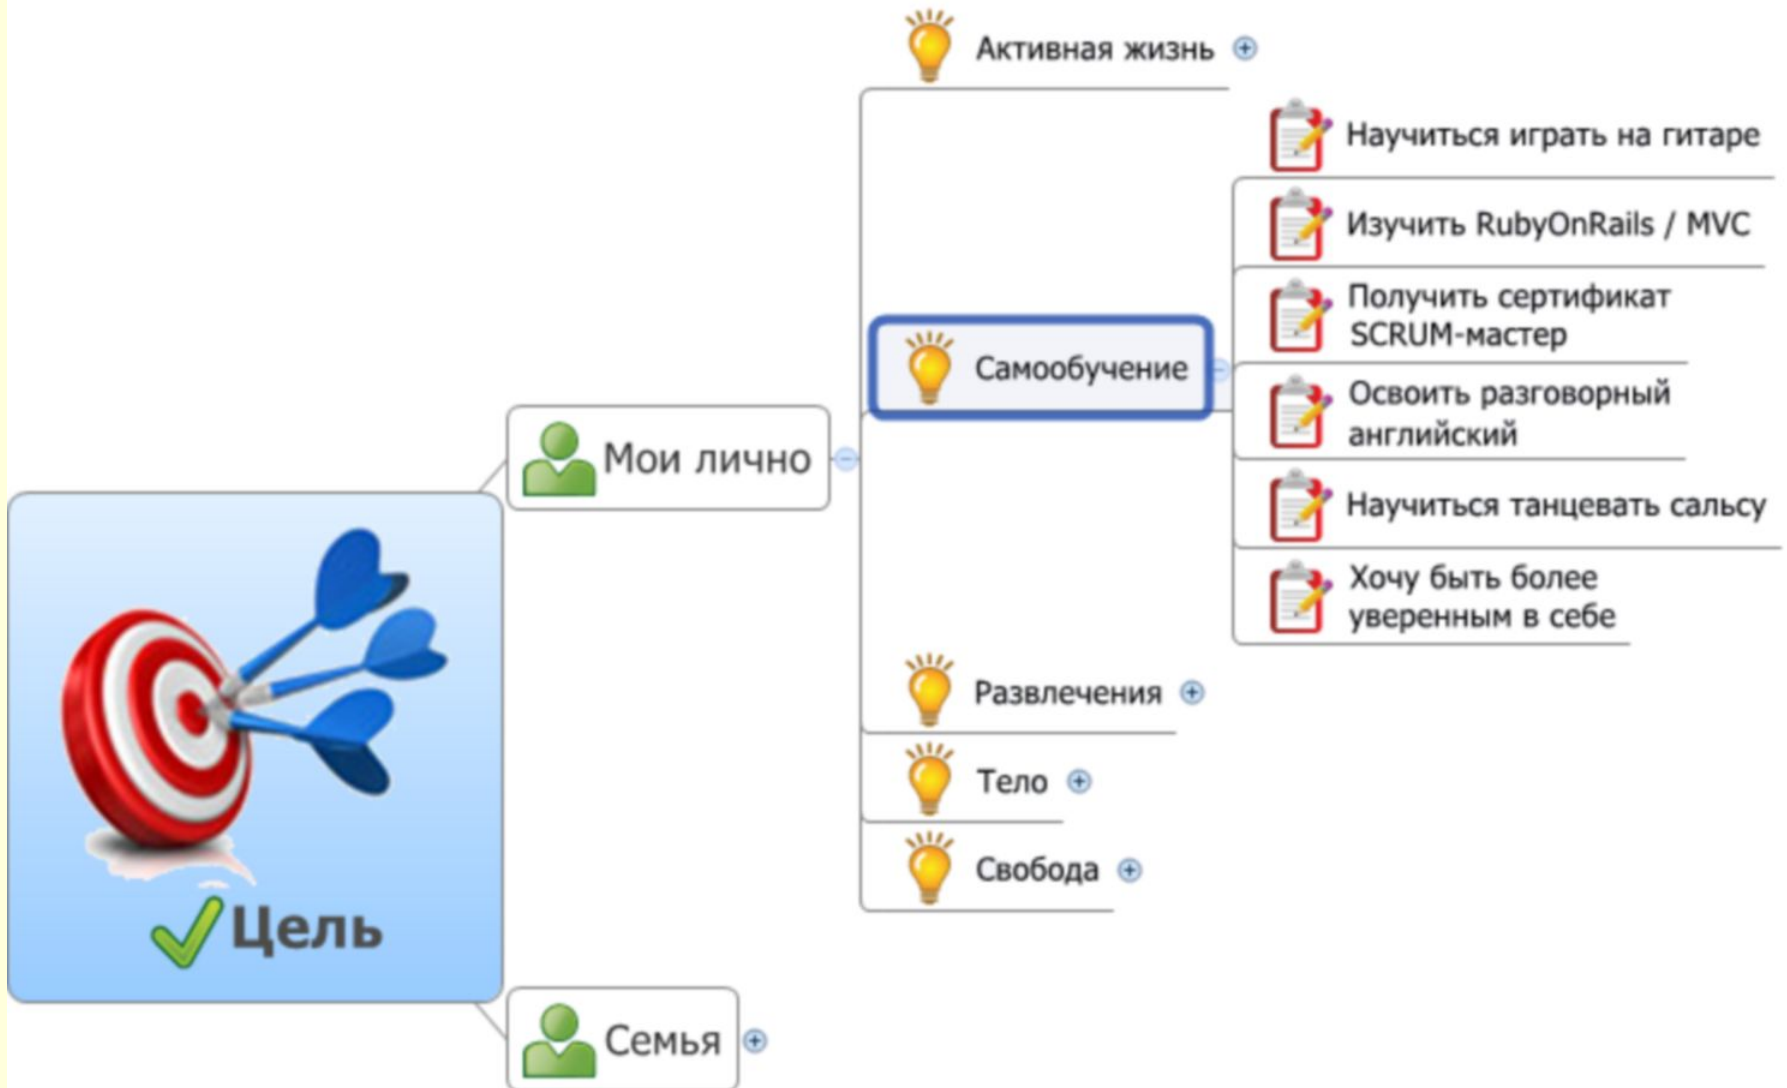 Активная жизнь
Научиться играть на гитаре
Изучить RubyOnRails / MVC
Получить сертификат
SCRUM-мастер
Самообучение
Освоить разговорный
английский
Мои лично
Научиться танцевать сальсу
Хочу быть более
уверенным в себе
Развлечения
Тело
Свобода
Цель
Семья